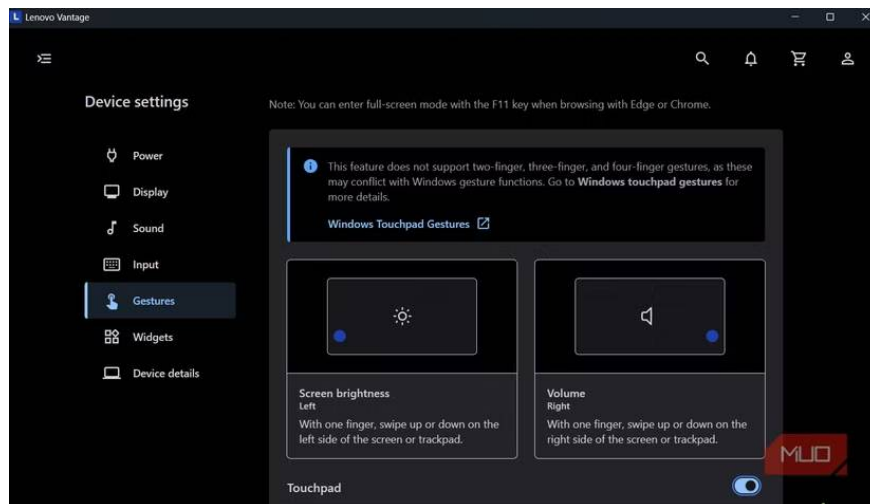 L Lenovo Vantage
Device settings
Note: You can enter full-screen mode with the F11 key when browsing with Edge or Chrome.
Power
Display
Sound
Input
Gestures
Widgets
Device details
This feature does not support two-finger, three-finger, and four-finger gestures, as these
may conflict with Windows gesture functions. Go to Windows touchpad gestures for
more details.
Windows Touchpad Gestures
Screen brightness
Left
With one finger, swipe up or down on the
left side of the screen or trackpad.
Volume
Right
With one finger, swipe up or down on the
right side of the screen or trackpad.
Touchpad
MUO